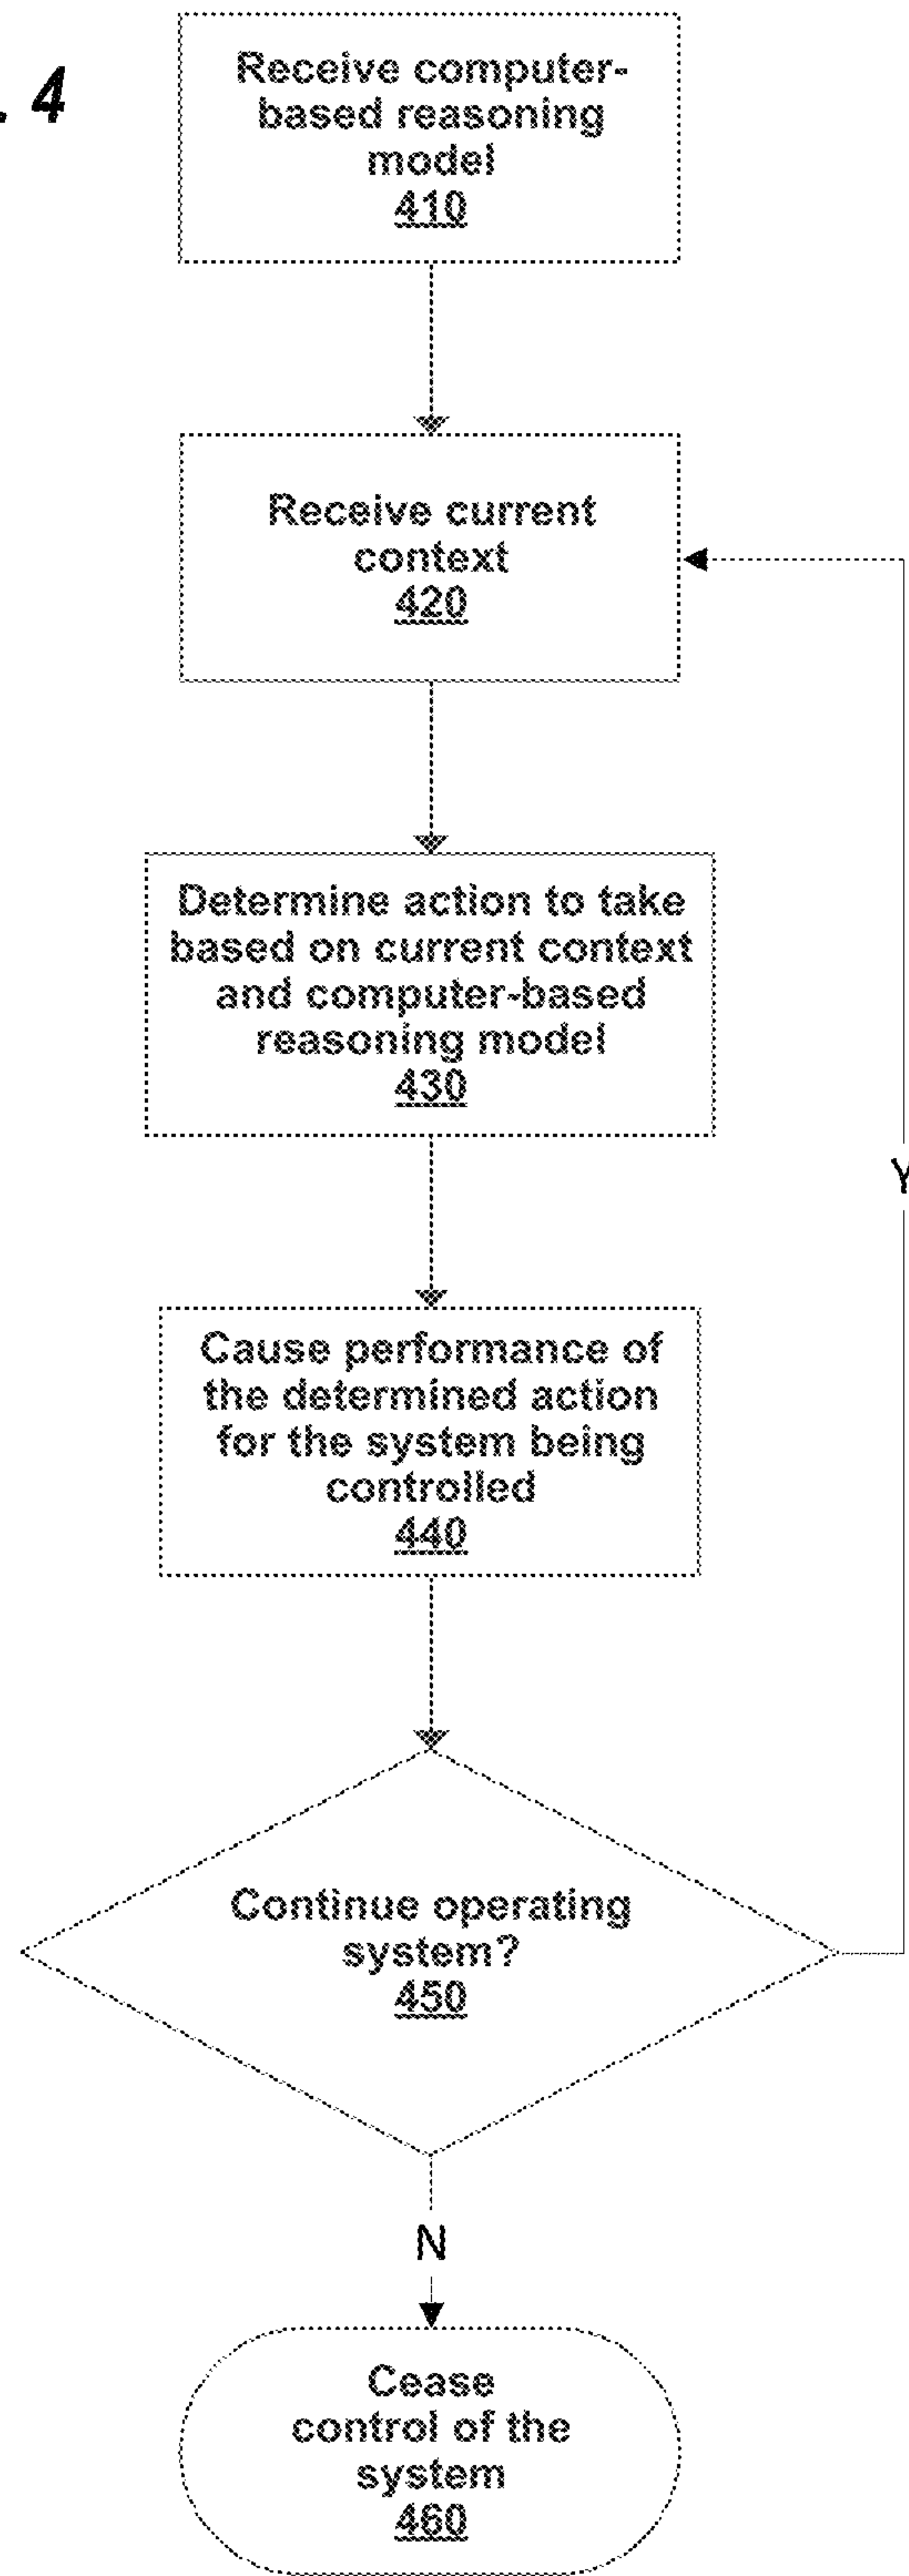 . 4
Receive computer-
based reasoning
model
410
Receive current
context
420
Determine action to take
based on current context
and computer-based
reasoning model
430
Cause performance of
the determined action
for the system being
controlled
440
Y
Continue operating
system?
450
N
Cease
control of the
system
460